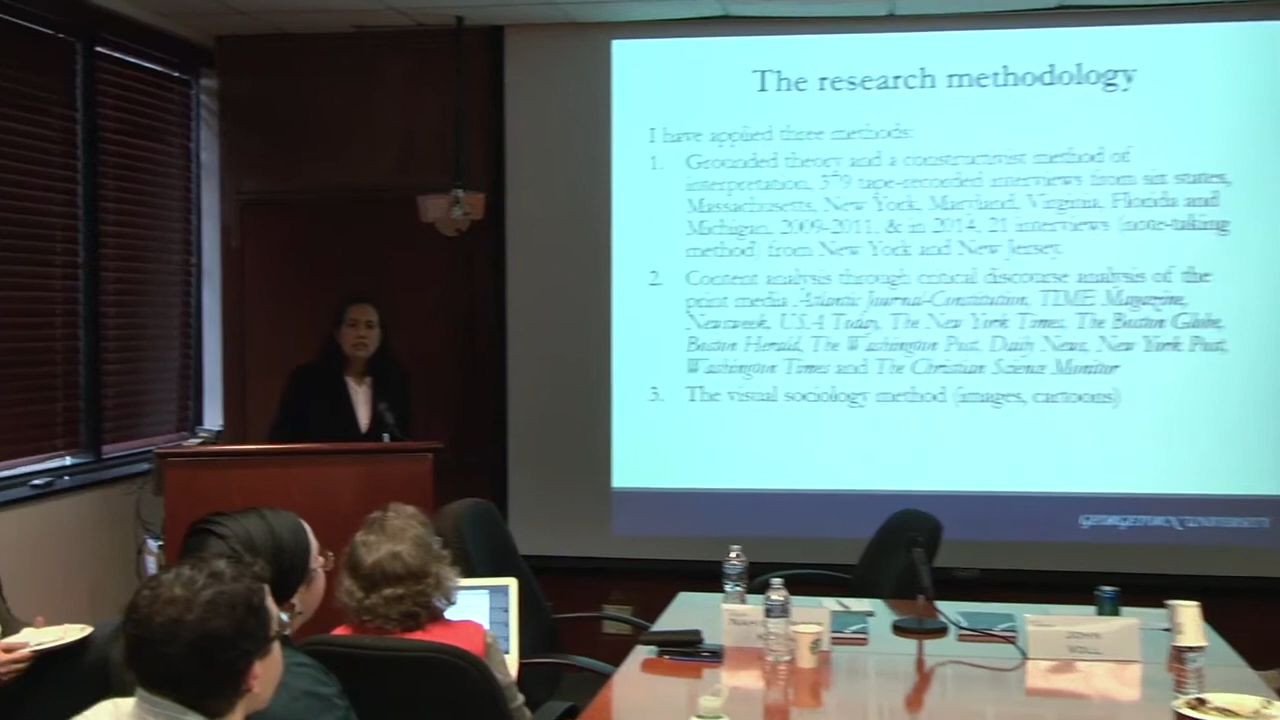 The research methodology
I have applied three methods:
1. Grounded theory and a constructivist method of
interpretation, 379 tape-recorded interviews from six states,
Massachusetts, New York, Maryland, Virginia, Florida and
Michigan, 2009-2011, & in 2014, 21 interviews (note-taking
method) from New York and New Jersey.
2. Content analysis through critical discourse analysis of the
print media Atlantic Journal-Constitution, TIME Magazine,
Newsweek, USA Today, The New York Times, The Boston Globe,
Boston Herald, The Washington Post, Daily News, New York Post,
Washington Times and The Christian Science Monitor
3. The visual sociology method (images, cartoons)
GEORGETOWN UNIVERSITY
JOHN
VOLL